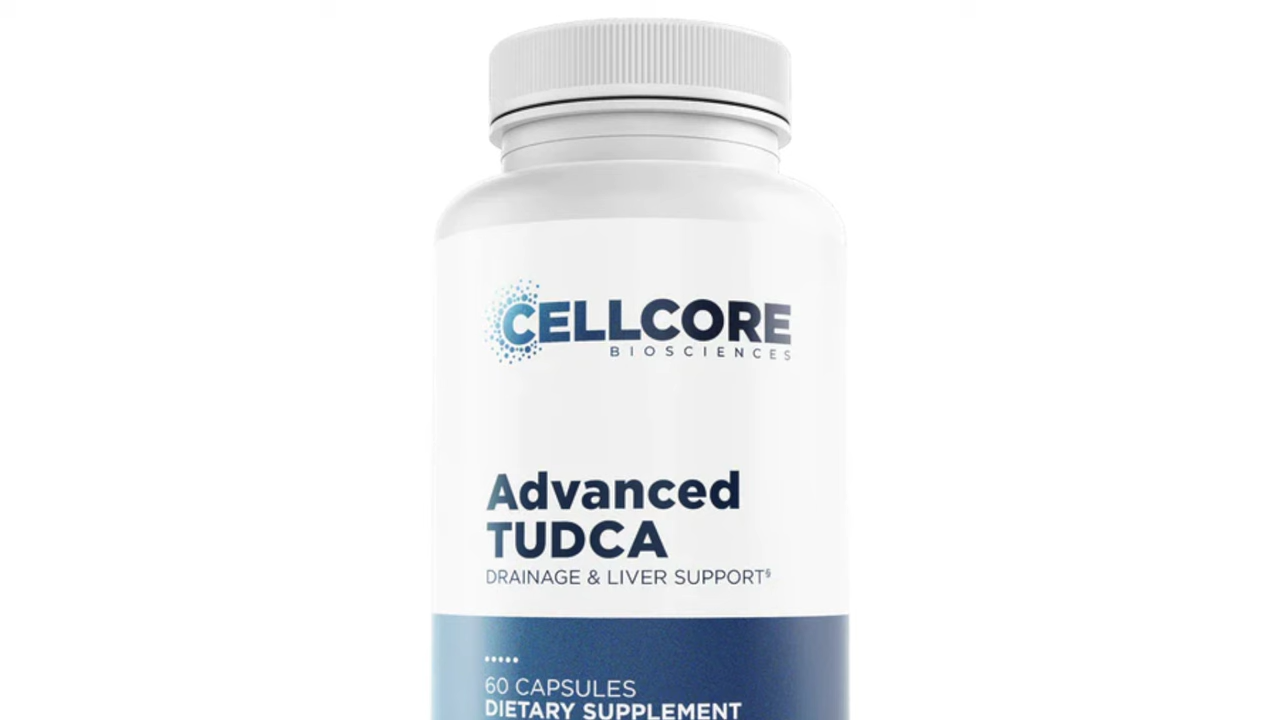 CELLCORE
BIOSCIENCES
Advanced
TUDCA
DRAINAGE & LIVER SUPPORT§
60 CAPSULES
DIETARY SUPPLEMENT